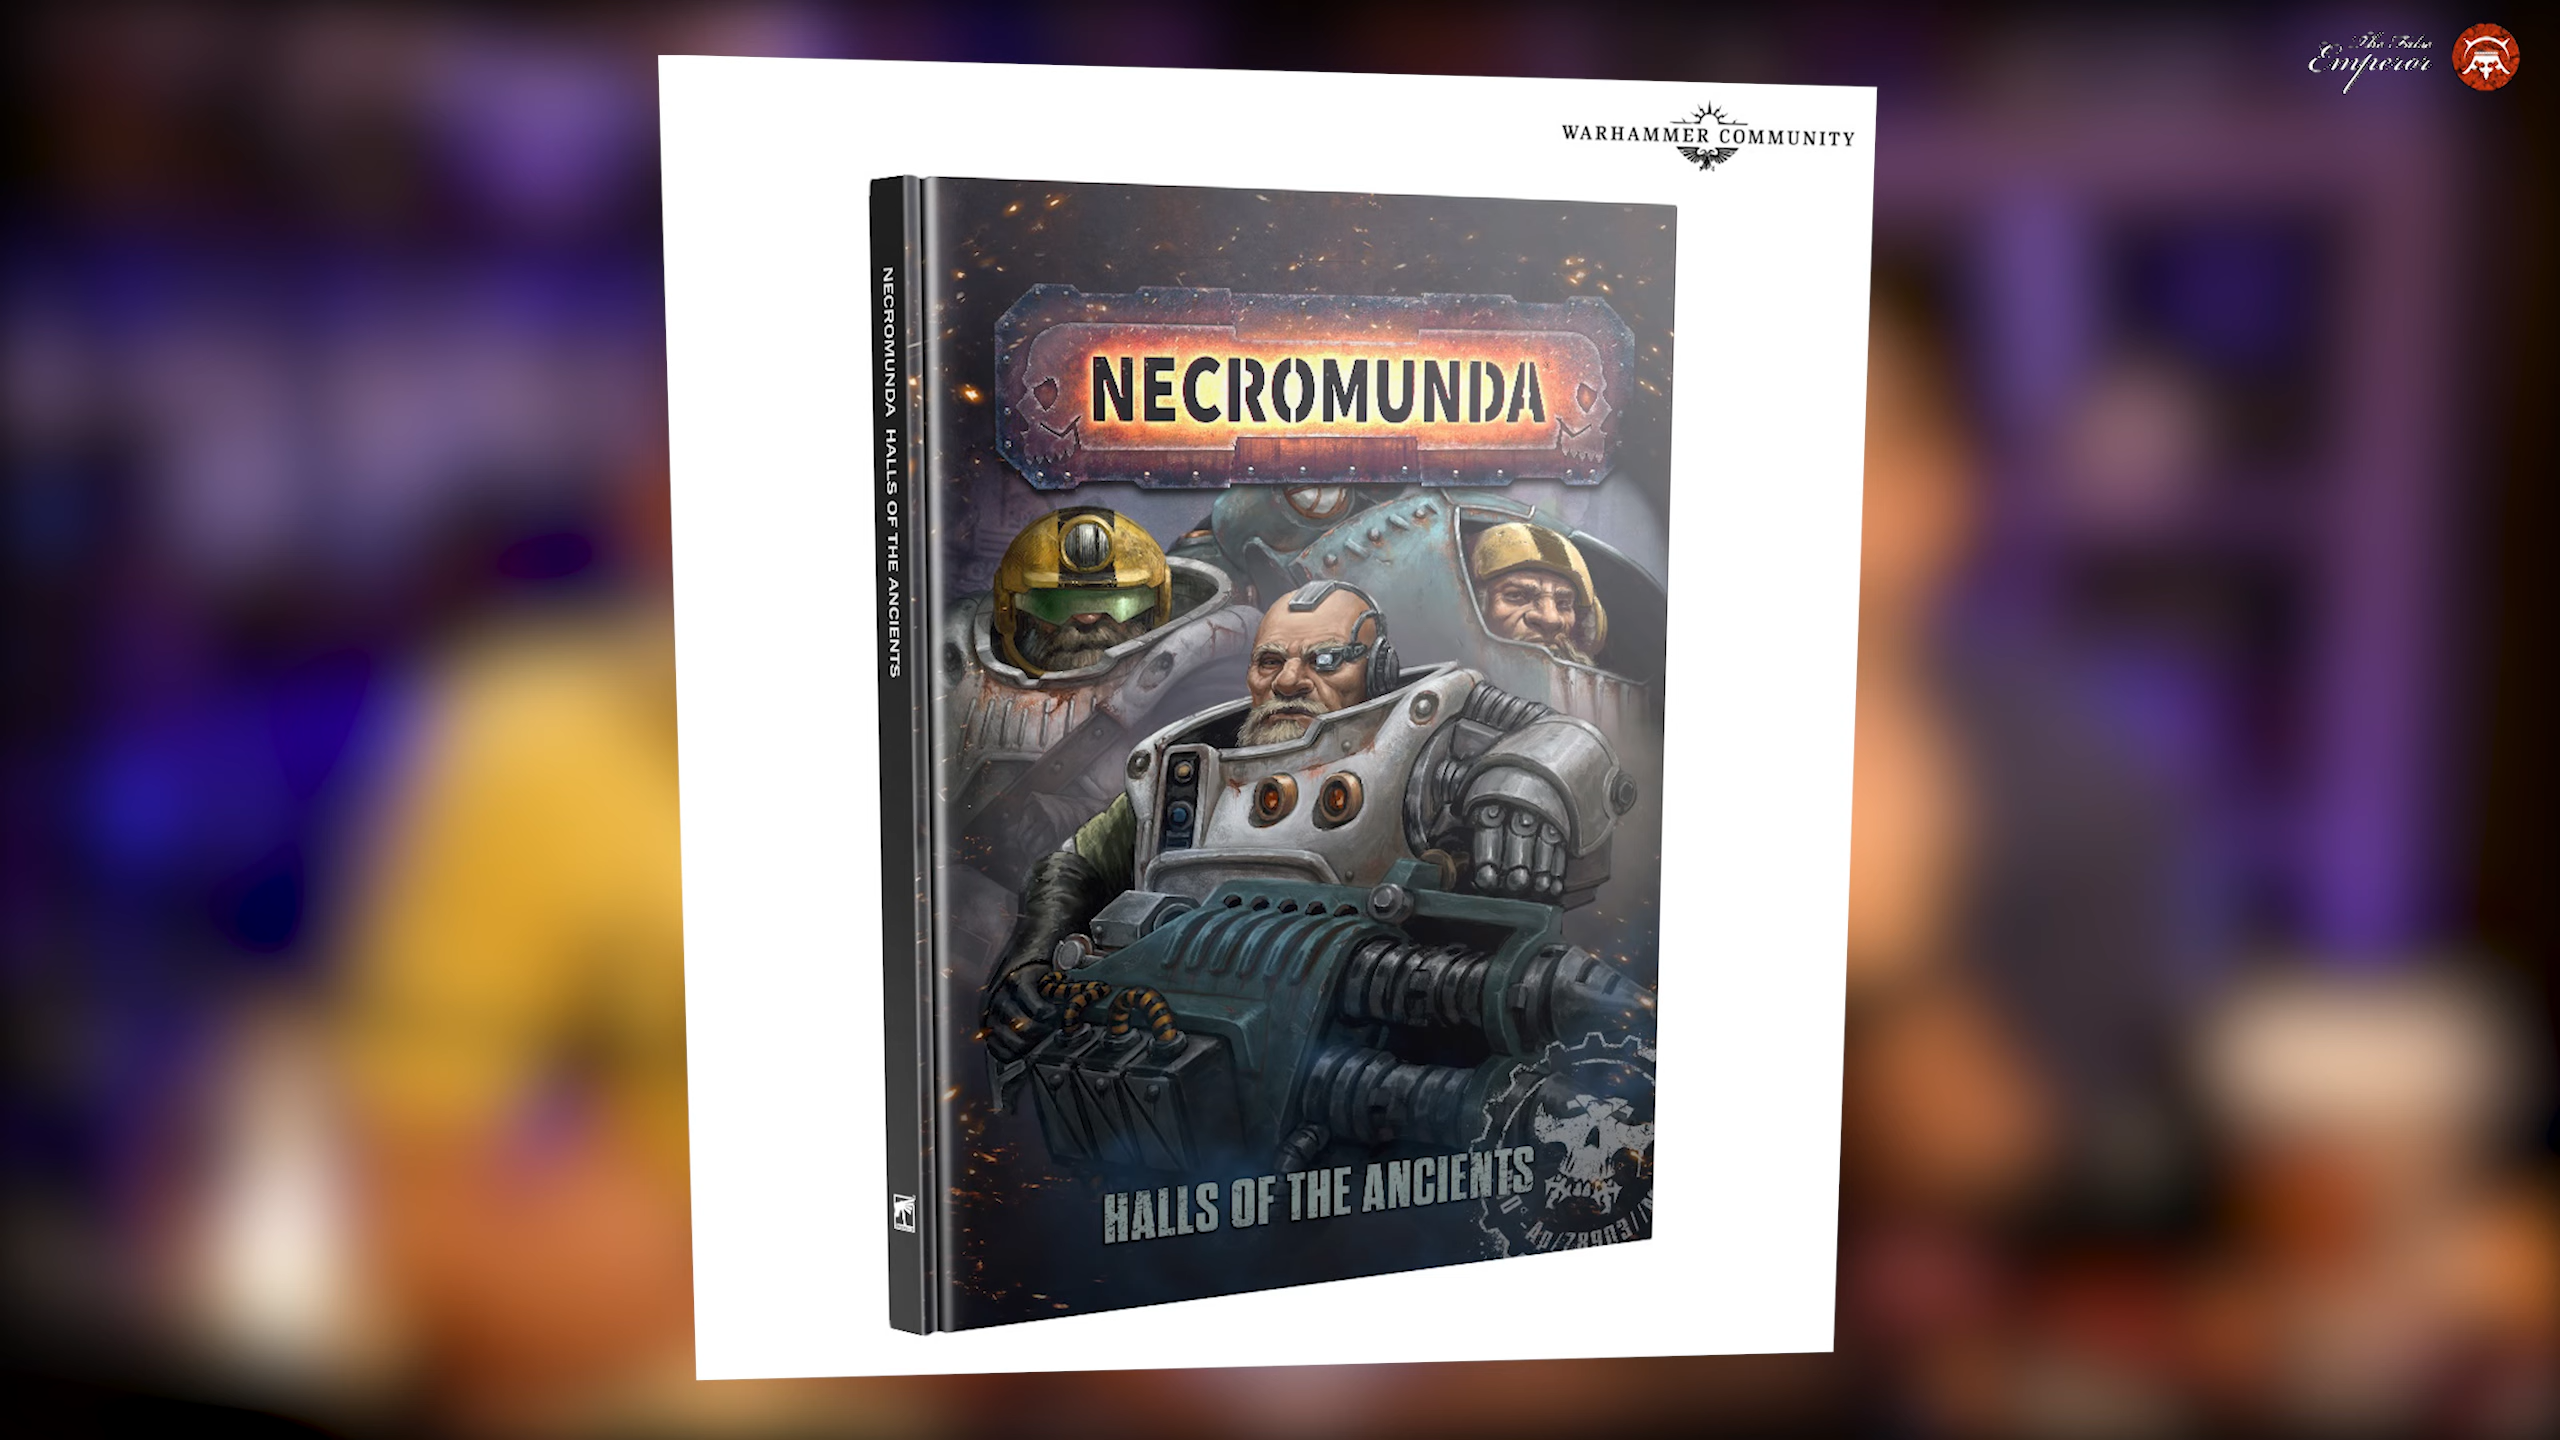 The False
Emperor
WARHAMMER COMMUNITY
NECROMUNDA HALLS OF THE ANCIENTS
NECROMUNDA
HALLS OF THE ANCIENTS